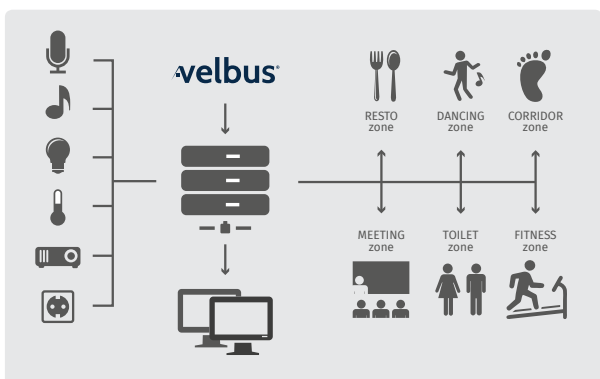 velbus®
RESTO
zone
DANCING
zone
CORRIDOR
zone
MEETING
zone
TOILET
zone
FITNESS
zone